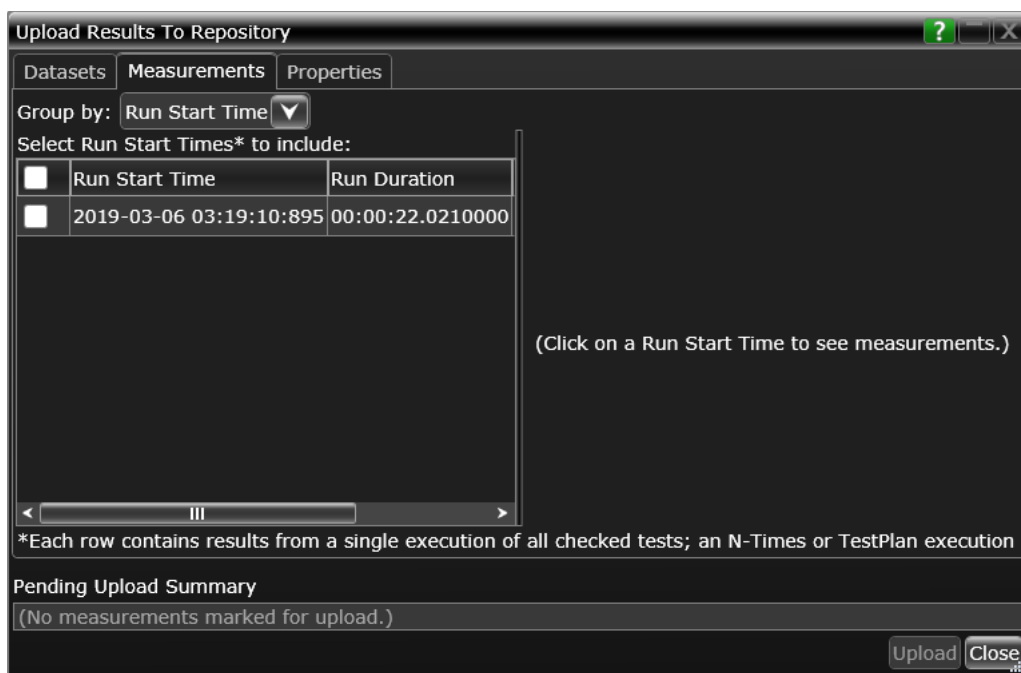 Upload Results To Repository
?
X
Datasets Measurements Properties
Group by: Run Start Time
Select Run Start Times* to include:
Run Start Time Run Duration
2019-03-06 03:19:10:895 00:00:22.0210000
(Click on a Run Start Time to see measurements.)
*Each row contains results from a single execution of all checked tests; an N-Times or TestPlan execution
Pending Upload Summary
(No measurements marked for upload.)
Upload Close